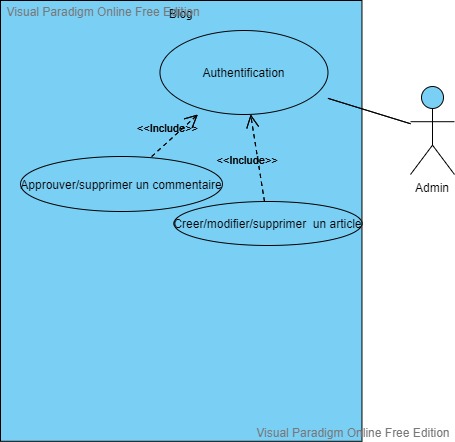 Visual Paradigm Online Free Edition
Blog
Authentification
<<Include>>
<<Include>>
Approuver/supprimer un commentaire
Admin
Creer/modifier/supprimer un article
Visual Paradigm Online Free Edition